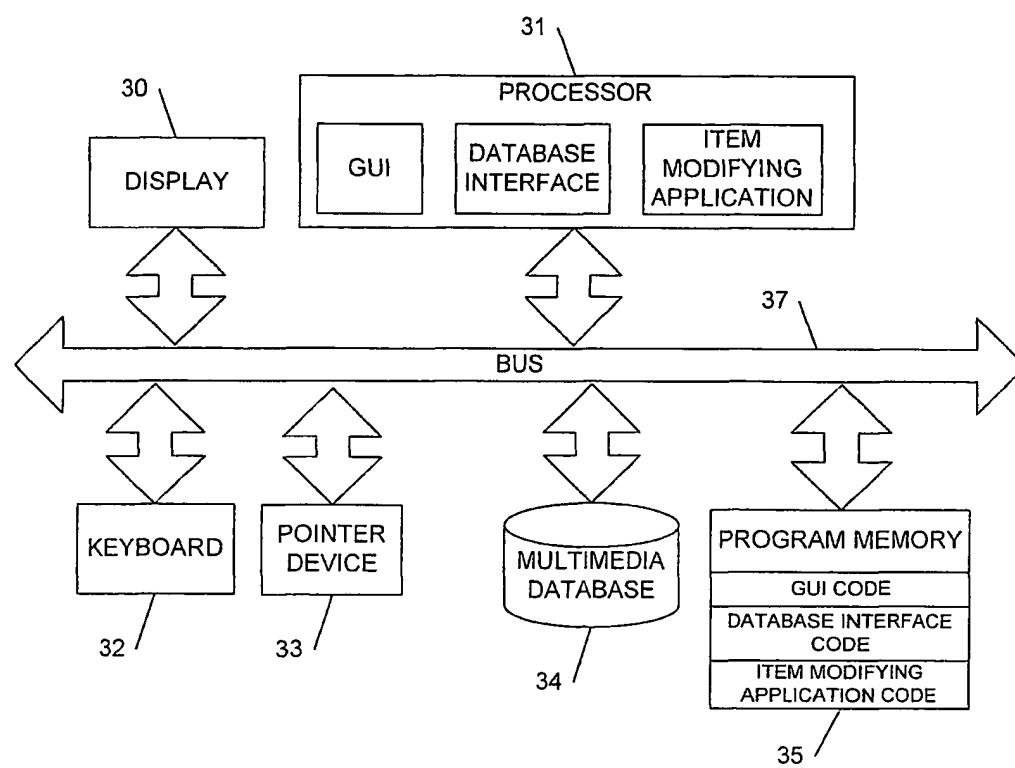 31
30
PROCESSOR
DISPLAY
GUI
DATABASE
INTERFACE
ITEM
MODIFYING
APPLICATION
37
BUS
KEYBOARD
POINTER
DEVICE
MULTIMEDIA
DATABASE
PROGRAM MEMORY
GUI CODE
DATABASE INTERFACE
CODE
ITEM MODIFYING
APPLICATION CODE
32
33
34
35